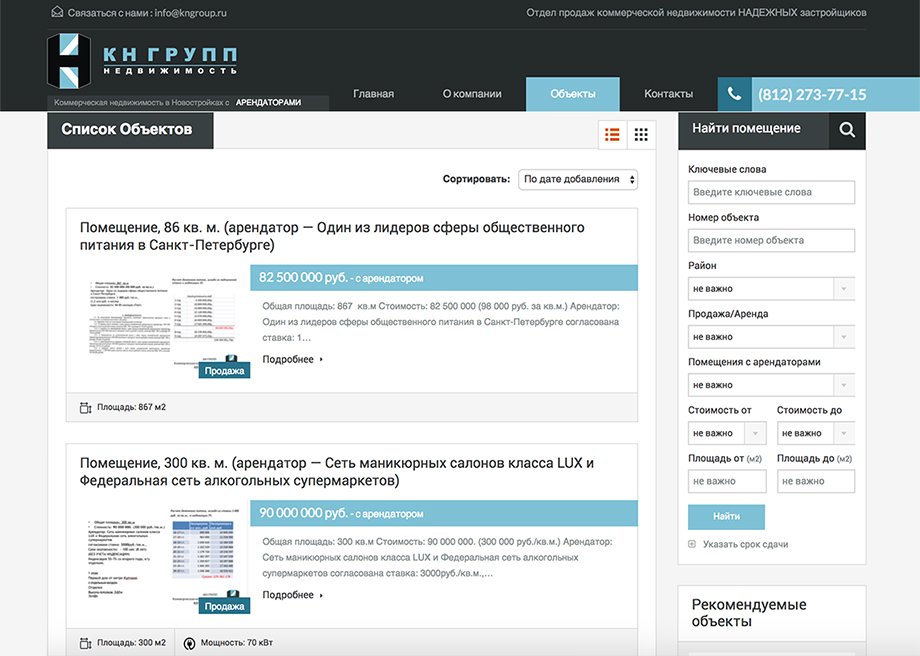 Связаться с нами : info@kngroup.ru
Отдел продаж коммерческой недвижимости НАДЕЖНЫХ застройщиков
КН ГРУПП
НЕДВИЖИМОСТЬ
Коммерческая недвижимость в Новостройках с АРЕНДАТОРАМИ
Главная
О компании
Объекты
Контакты
(812) 273-77-15
Список Объектов
Сортировать:
По дате добавления
Помещение, 86 кв. м. (арендатор — Один из лидеров сферы общественного
питания в Санкт-Петербурге)
82 500 000 руб. - с арендатором
Общая площадь: 867 кв.м Стоимость: 82 500 000 (98 000 руб. за кв.м.) Арендатор:
Один из лидеров сферы общественного питания в Санкт-Петербурге согласована
ставка: 1…
Подробнее
Продажа
Площадь: 867 м2
Помещение, 300 кв. м. (арендатор — Сеть маникюрных салонов класса LUX и
Федеральная сеть алкогольных супермаркетов)
90 000 000 руб. - с арендатором
Общая площадь: 300 кв.м Стоимость: 90 000 000. (300 000 руб./кв.м.) Арендатор:
Сеть маникюрных салонов класса LUX и Федеральная сеть алкогольных
супермаркетов согласована ставка: 3000руб./кв.м.,…
Подробнее
Продажа
Площадь: 300 м2
Мощность: 70 кВт
Найти помещение
Ключевые слова
Введите ключевые слова
Номер объекта
Введите номер объекта
Район
не важно
Продажа/Аренда
не важно
Помещения с арендаторами
не важно
Стоимость от
Стоимость до
не важно
не важно
Площадь от (м2)
Площадь до (м2)
не важно
не важно
Найти
Указать срок сдачи
Рекомендуемые
объекты